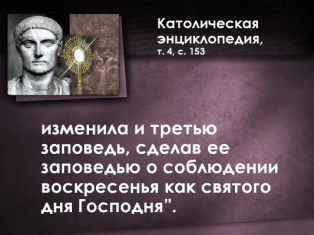 Католическая
энциклопедия,
т. 4, с. 153
изменила и третью
заповедь, сделав ее
заповедью о соблюдении
воскресенья как святого
дня Господня”.